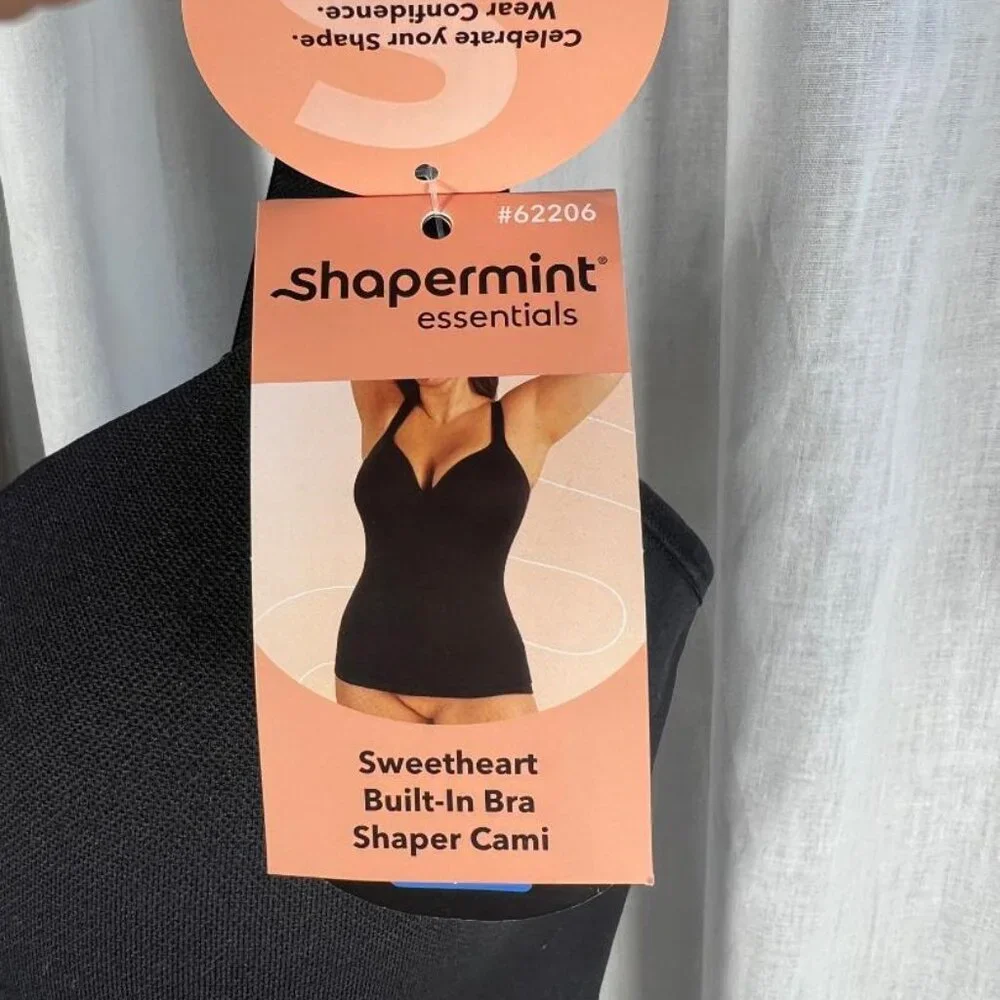 Celebrate your Shape.
Wear Confidence.
#62206
shapermint®
essentials
Sweetheart
Built-In Bra
Shaper Cami